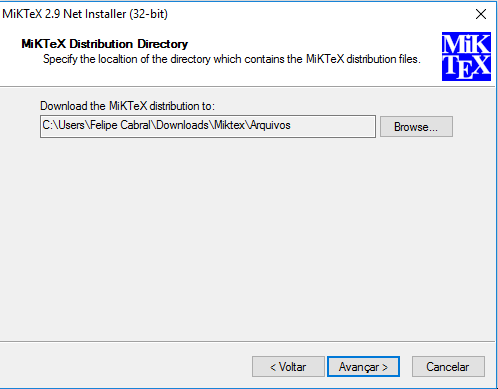 MiKTeX 2.9 Net Installer (32-bit)
MiKTeX Distribution Directory
Specify the localtion of the directory which contains the MiKTeX distribution files.
MiK
TEX
Download the MiKTeX distribution to:
C:\Users\Felipe Cabral\Downloads\Miktex\Arquivos
Browse...
< Voltar
Avançar >
Cancelar